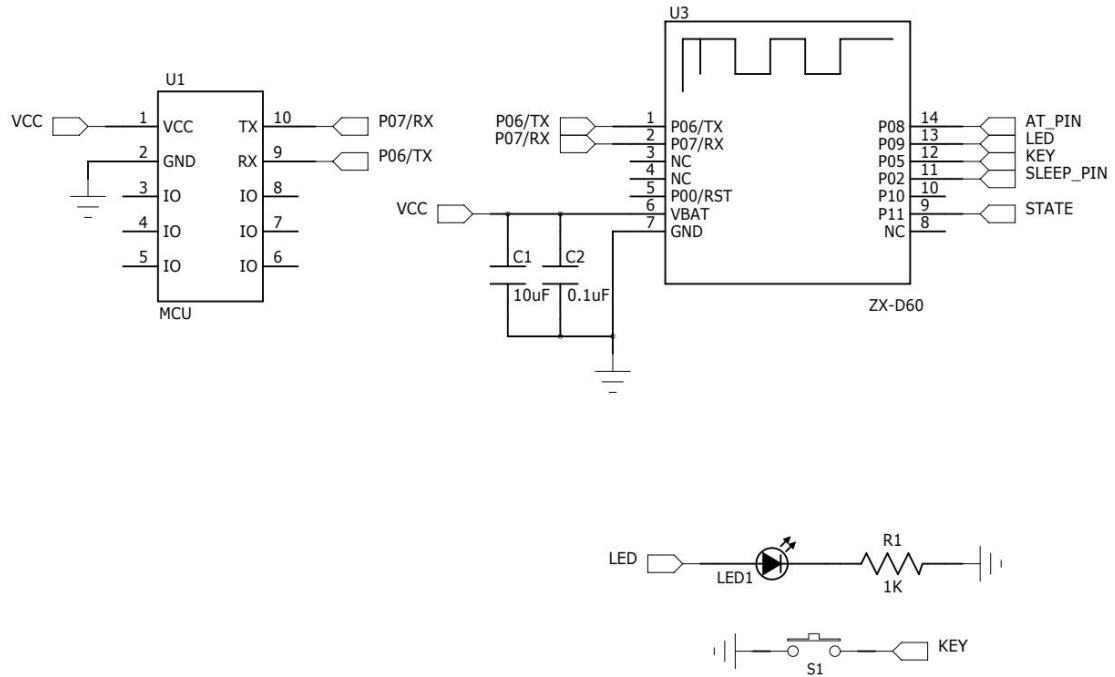 U3
U1
VCC
1
VCC
TX
10
P07/RX
2
GND
RX
9
P06/TX
3
IO
IO
8
4
IO
IO
7
5
IO
IO
6
MCU
P06/TX
1
P06/TX
P08
14
AT_PIN
P07/RX
2
P07/RX
P09
13
LED
3
NC
P05
12
KEY
4
NC
P02
11
SLEEP_PIN
5
P00/RST
P10
10
VCC
6
VBAT
P11
9
STATE
7
GND
NC
8
C1
10uF
C2
0.1uF
ZX-D60
LED
LED1
R1
1K
S1
KEY